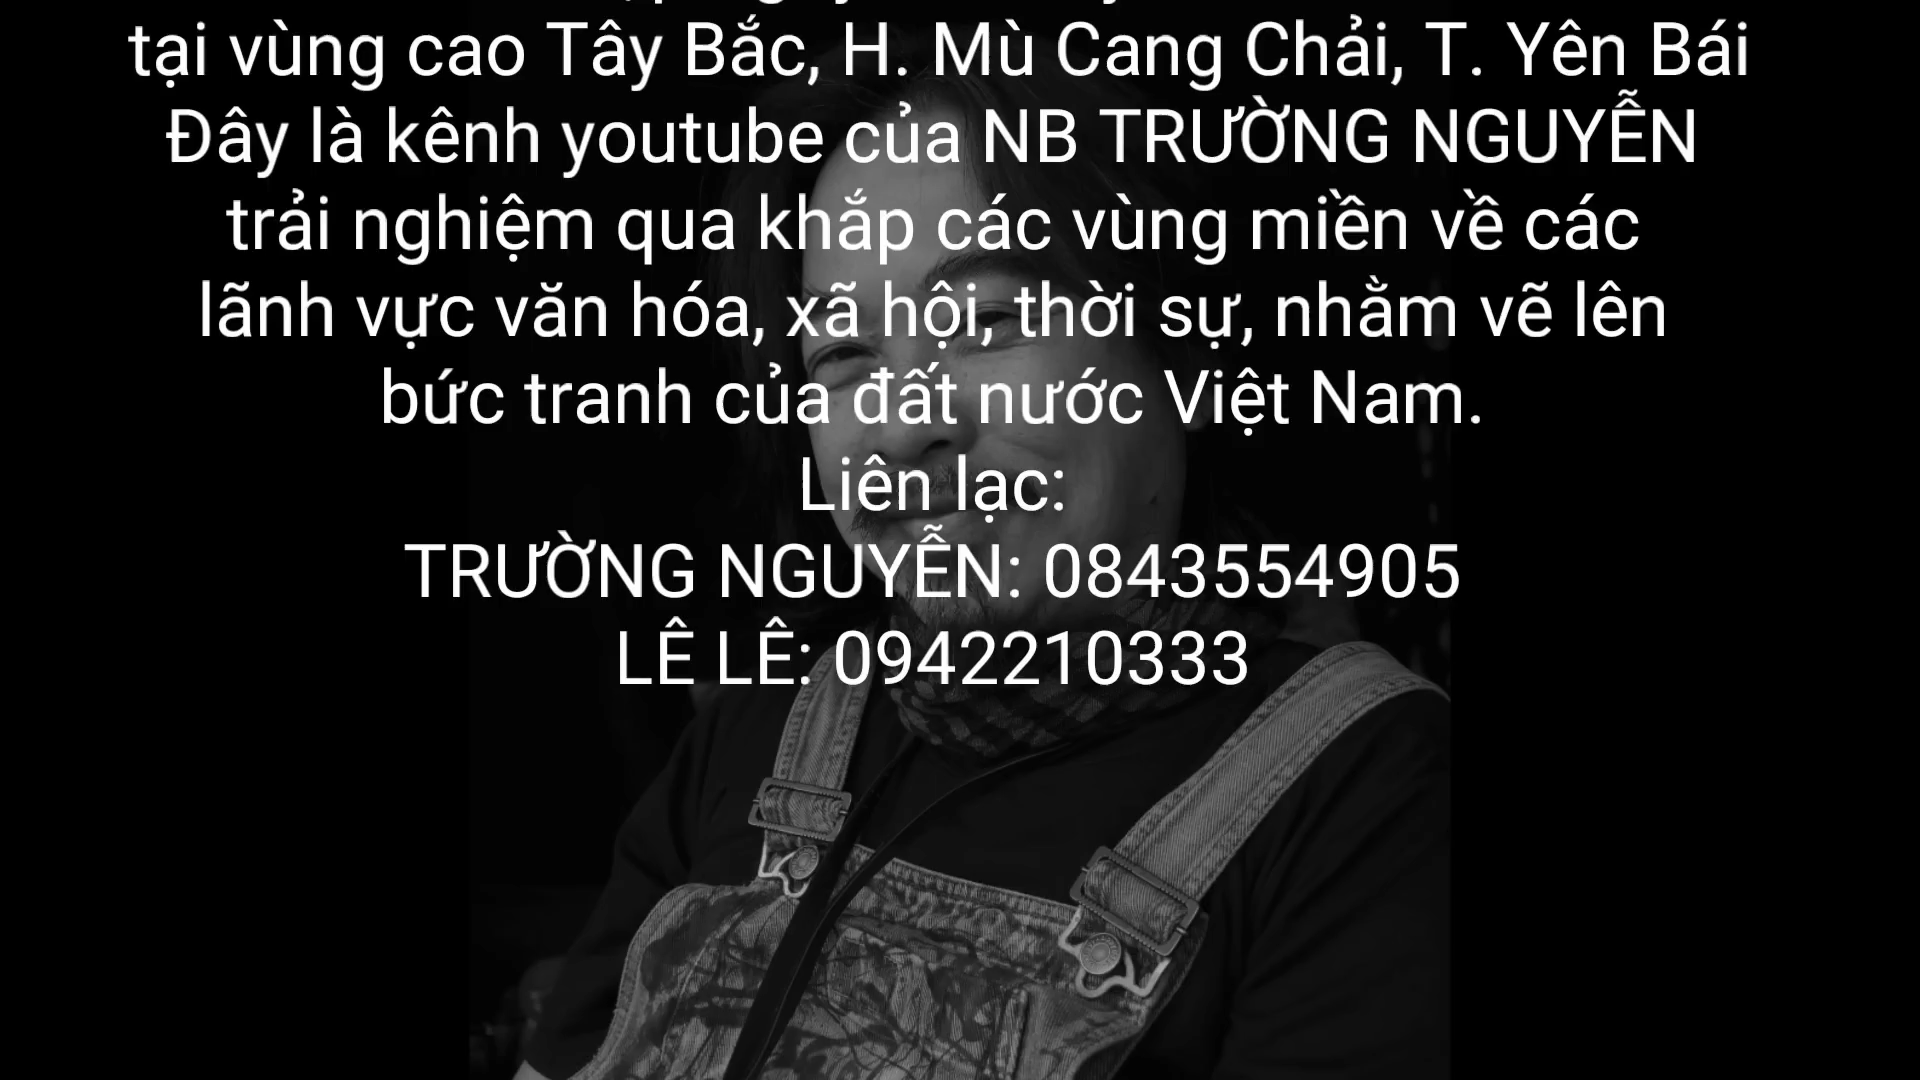 tại vùng cao Tây Bắc, H. Mù Cang Chải, T. Yên Bái
Đây là kênh youtube của NB TRƯỜNG NGUYỄN
trải nghiệm qua khắp các vùng miền về các
lãnh vực văn hóa, xã hội, thời sự, nhằm vẽ lên
bức tranh của đất nước Việt Nam.
Liên lạc:
TRƯỜNG NGUYỄN: 0843554905
LÊ LÊ: 0942210333